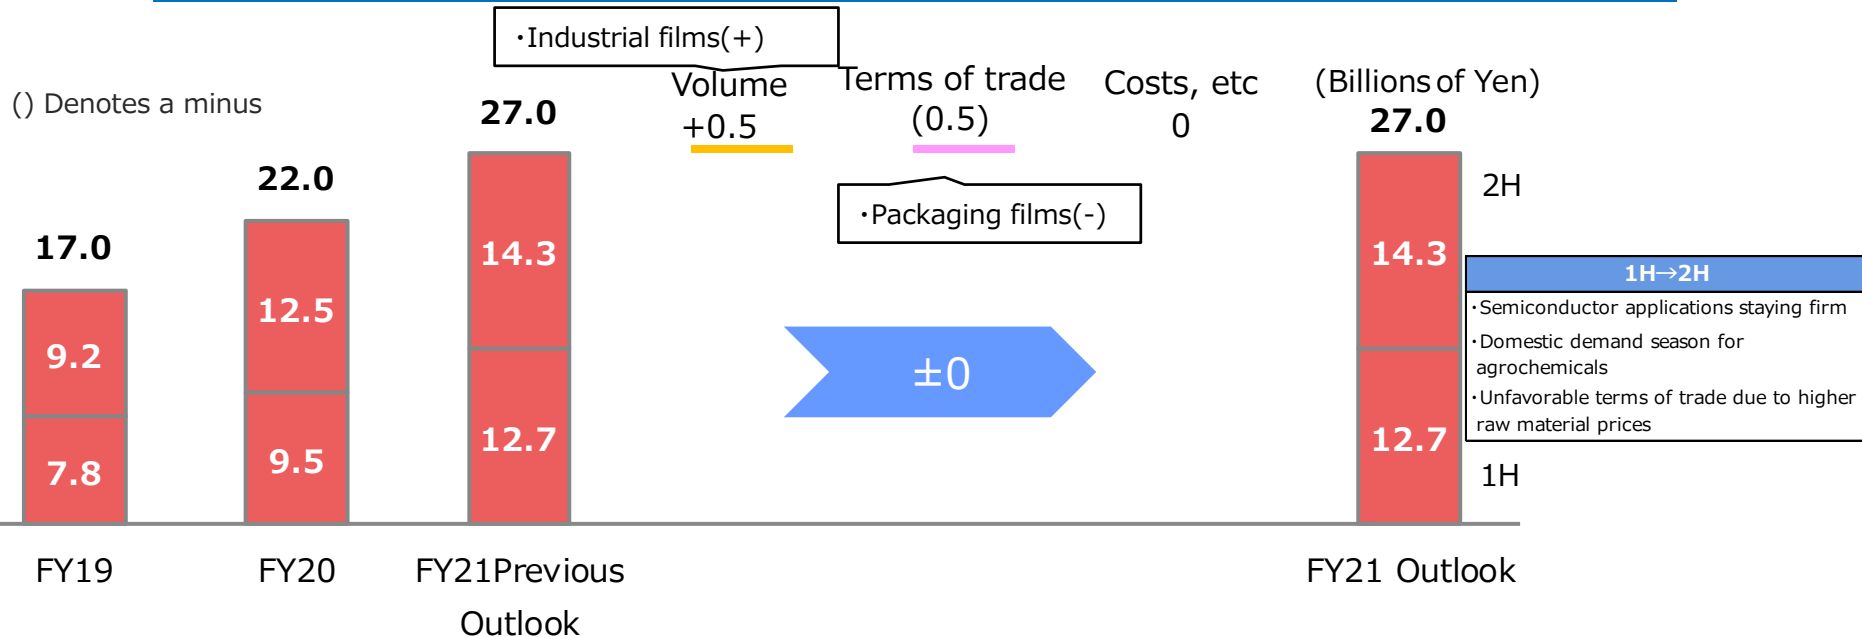 ・Industrial films(+)
() Denotes a minus
Volume
+0.5
Terms of trade
(0.5)
Costs, etc
0
(Billions of Yen)
・Packaging films(-)
17.0
9.2
7.8
22.0
12.5
9.5
27.0
14.3
12.7
±0
27.0
14.3
12.7
2H
1H
1H→2H
・Semiconductor applications staying firm
・Domestic demand season for
agrochemicals
・Unfavorable terms of trade due to higher
raw material prices
FY19
FY20
FY21Previous
Outlook
FY21 Outlook